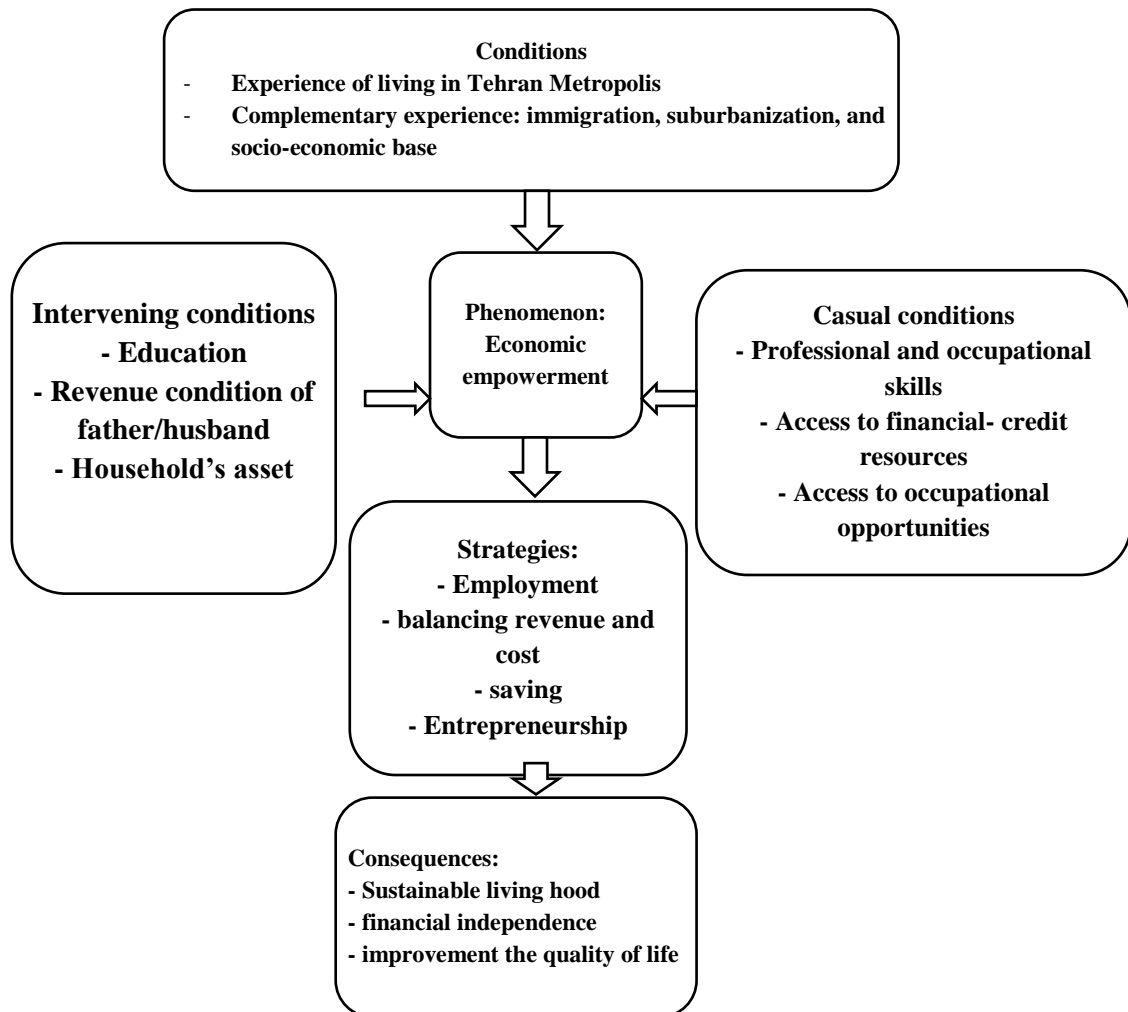 Conditions
- Experience of living in Tehran Metropolis
- Complementary experience: immigration, suburbanization, and
socio-economic base
Intervening conditions
- Education
- Revenue condition of
father/husband
- Household’s asset
Phenomenon:
Economic
empowerment
Casual conditions
- Professional and occupational
skills
- Access to financial- credit
resources
- Access to occupational
opportunities
Strategies:
- Employment
- balancing revenue and
cost
- saving
- Entrepreneurship
Consequences:
- Sustainable living hood
- financial independence
- improvement the quality of life